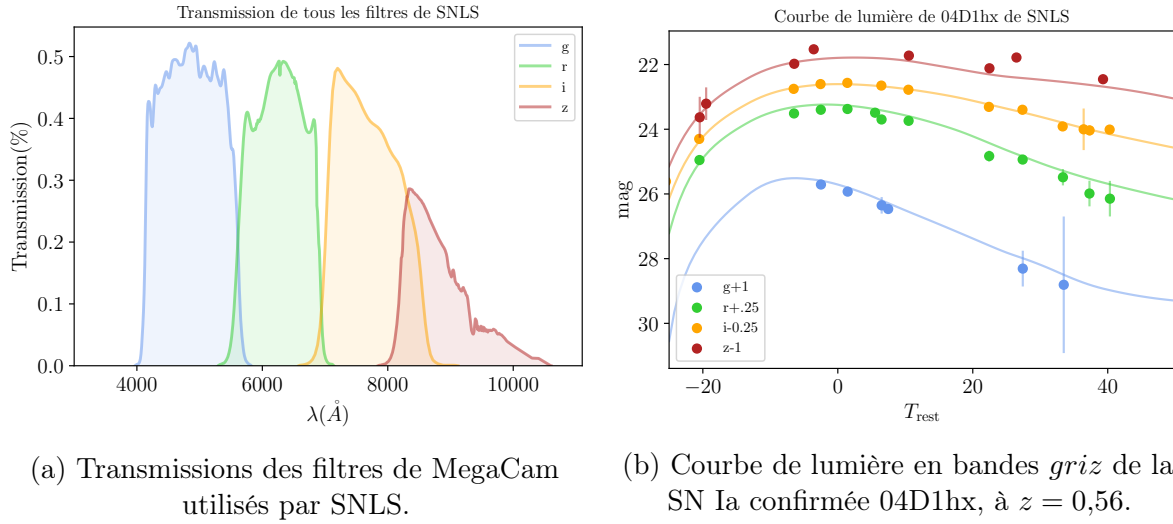 Transmission de tous les filtres de SNLS
Transmission(%)
0.5
0.4
0.3
0.2
0.1
0.0
4000
6000
8000
10000
λ(Å)
g
r
i
z
Courbe de lumière de 04D1hx de SNLS
mag
22
24
26
28
30
−20
0
20
40
T_rest
g+1
r+.25
i-0.25
z-1
(a) Transmissions des filtres de MegaCam
utilisés par SNLS.
(b) Courbe de lumière en bandes griz de la
SN Ia confirmée 04D1hx, à z = 0,56.